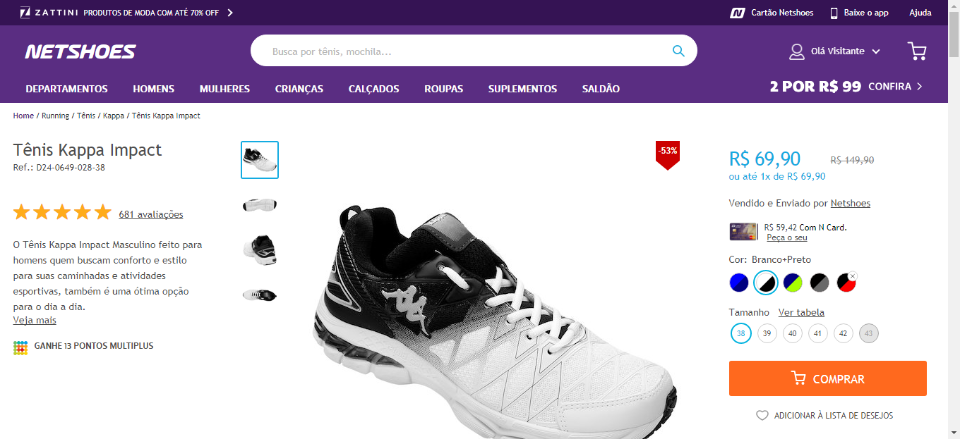 ZATTINI PRODUTOS DE MODA COM ATÉ 70% OFF
Cartão Netshoes
Baixe o app
Ajuda
NETSHOES
Busca por tênis, mochila...
Olá Visitante
DEPARTAMENTOS HOMENS MULHERES CRIANÇAS CALÇADOS ROUPAS SUPLEMENTOS SALDÃO
2 POR R$ 99 CONFIRA
Home / Running / Tênis / Kappa / Tênis Kappa Impact
Tênis Kappa Impact
Ref.: D24-0649-028-38
681 avaliações
O Tênis Kappa Impact Masculino feito para
homens quem buscam conforto e estilo
para suas caminhadas e atividades
esportivas, também é uma ótima opção
para o dia a dia.
Veja mais
GANHE 13 PONTOS MULTIPLUS
-53%
R$ 69,90 R$ 149,90
ou até 1x de R$ 69,90
Vendido e Enviado por Netshoes
R$ 59,42 Com N Card.
Peça o seu
Cor: Branco+Preto
Tamanho Ver tabela
38 39 40 41 42 43
COMPRAR
ADICIONAR À LISTA DE DESEJOS